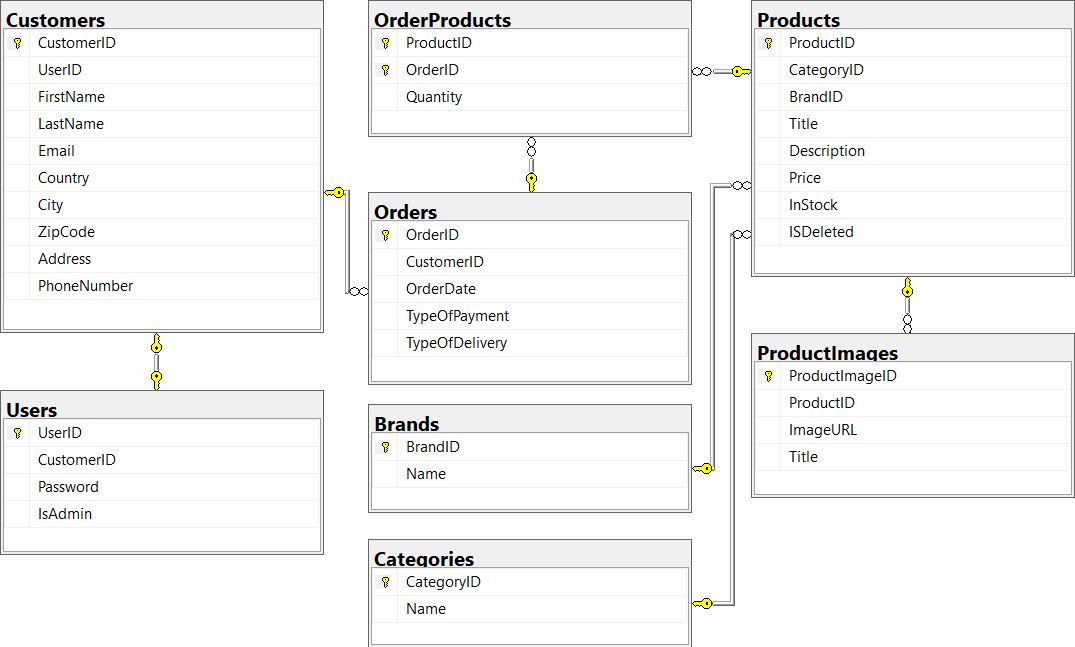 Customers
CustomerID
UserID
FirstName
LastName
Email
Country
City
ZipCode
Address
PhoneNumber
Users
UserID
CustomerID
Password
IsAdmin
OrderProducts
ProductID
OrderID
Quantity
Orders
OrderID
CustomerID
OrderDate
TypeOfPayment
TypeOfDelivery
Brands
BrandID
Name
Categories
CategoryID
Name
Products
ProductID
CategoryID
BrandID
Title
Description
Price
InStock
ISDeleted
ProductImages
ProductImageID
ProductID
ImageURL
Title